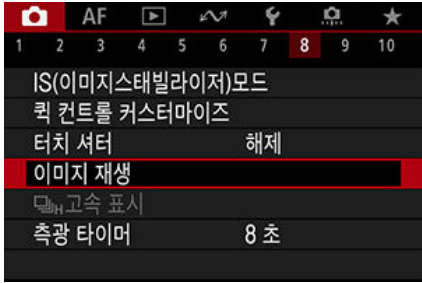 AF
1 2 3 4 5 6 7 8 9 10
IS(이미지스태빌라이저)모드
퀵 컨트롤 커스터마이즈
터치 셔터 해제
이미지 재생
H고속 표시
측광 타이머 8 초